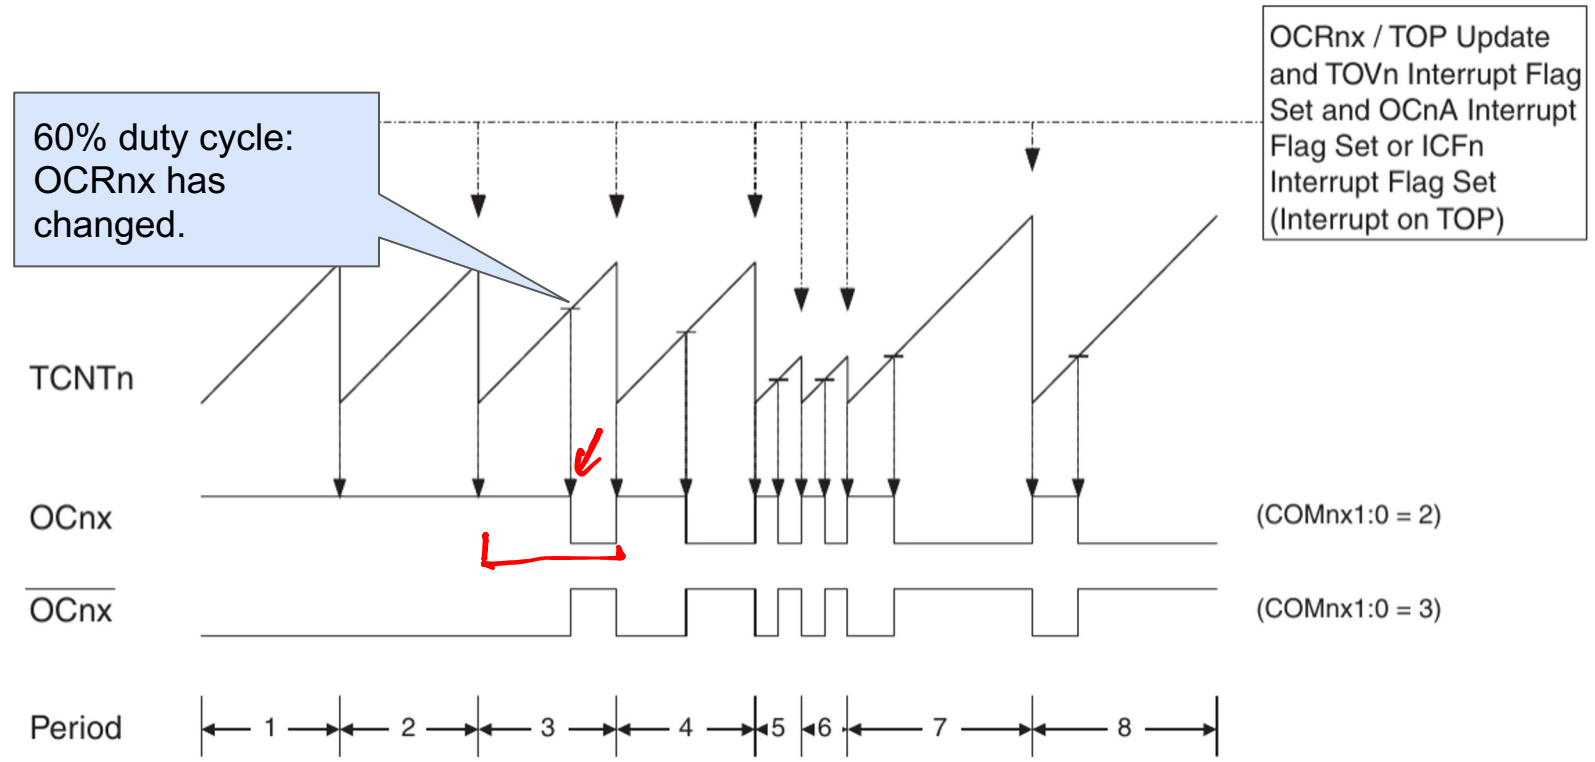 OCRnx / TOP Update
and TOVn Interrupt Flag
Set and OCnA Interrupt
Flag Set or ICFn
Interrupt Flag Set
(Interrupt on TOP)
60% duty cycle:
OCRnx has
changed.
TCNTn
OCnx
(COMnx1:0 = 2)
OCnx
(COMnx1:0 = 3)
Period
1
2
3
4
5
6
7
8